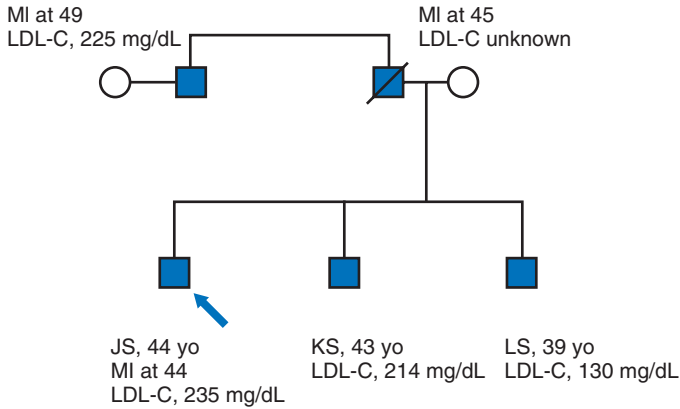 MI at 49
LDL-C, 225 mg/dL
MI at 45
LDL-C unknown
JS, 44 yo
MI at 44
LDL-C, 235 mg/dL
KS, 43 yo
LDL-C, 214 mg/dL
LS, 39 yo
LDL-C, 130 mg/dL